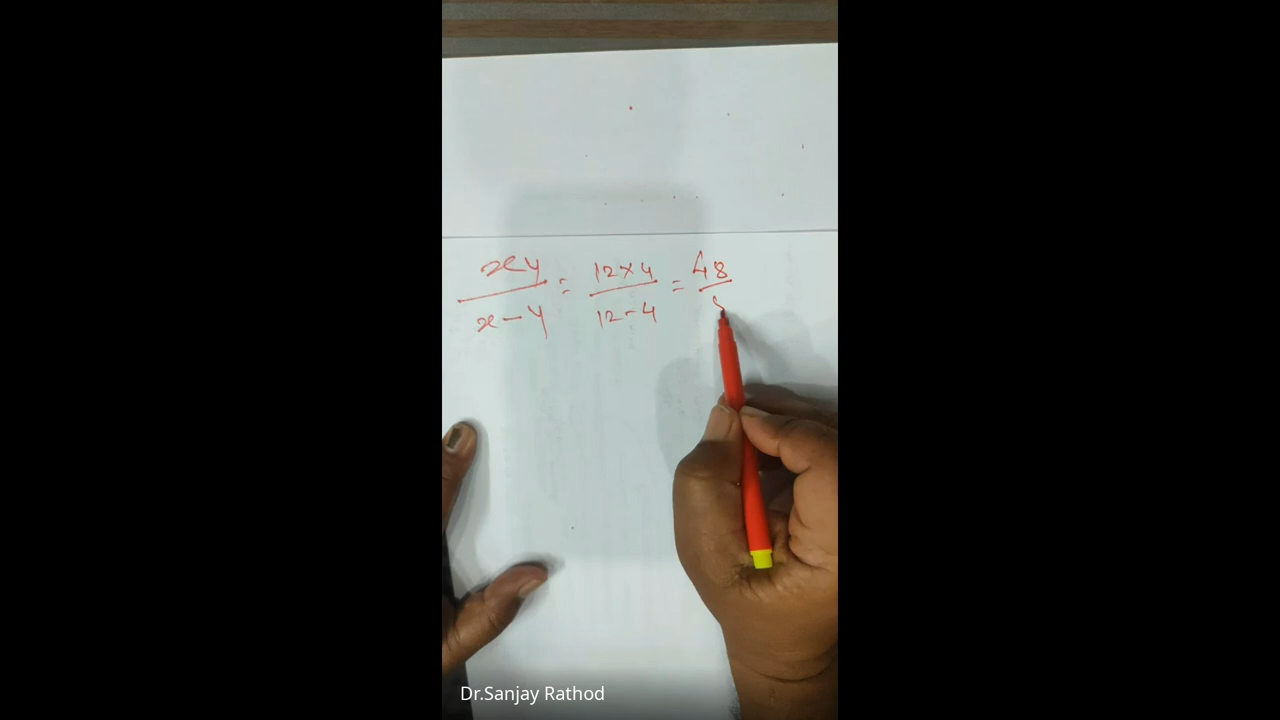 xy/x-y = 12×4/12-4 = 48/
Dr.Sanjay Rathod